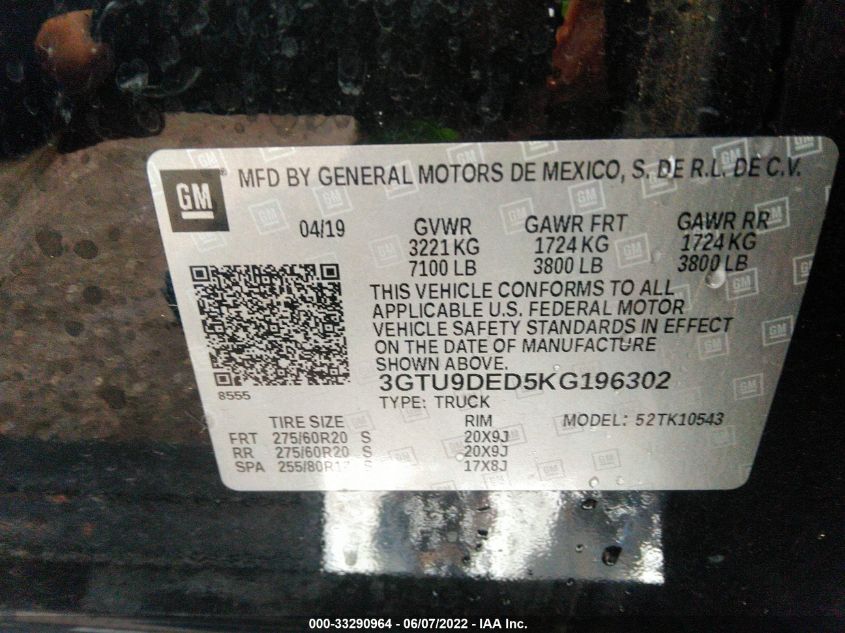 GM MFD BY GENERAL MOTORS DE MEXICO, S. DE R.L. DE C.V.
04/19 GVWR GAWR FRT GAWR RR
3221 KG 1724 KG 1724 KG
7100 LB 3800 LB 3800 LB
THIS VEHICLE CONFORMS TO ALL
APPLICABLE U.S. FEDERAL MOTOR
VEHICLE SAFETY STANDARDS IN EFFECT
ON THE DATE OF MANUFACTURE
SHOWN ABOVE.
8555
3GTU9DED5KG196302
TYPE: TRUCK
TIRE SIZE RIM MODEL: 52TK10543
FRT 275/60R20 S 20X9J
RR 275/60R20 S 20X9J
SPA S 17X8J
000-33290964 - 06/07/2022 - IAA Inc.